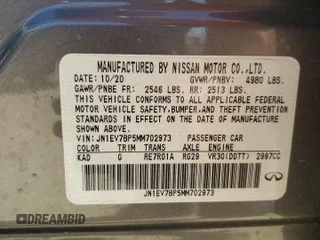 MANUFACTURED BY NISSAN MOTOR CO.,LTD.
10/20 GVWR/PNBV: 4980 LBS.
GAWR/PNBE FR: 2546 LBS. RR: 2513 LBS.
THIS VEHICLE CONFORMS TO ALL APPLICABLE
FEDERAL MOTOR VEHICLE SAFETY,BUMPER,AND THEFT PREVENTION
STANDARDS IN EFFECT ON THE DATE OF
MANUFACTURE SHOWN ABOVE.
VIN: JN1EV7BP5MM702973 PASSENGER CAR
COLOR TRIM TRANS AXLE ENGINE
KAD G RE7R01A RG29 VR30(DDTT) 2997CC
JN1EV7BP5MM702973
INFINITI
DREAMBID